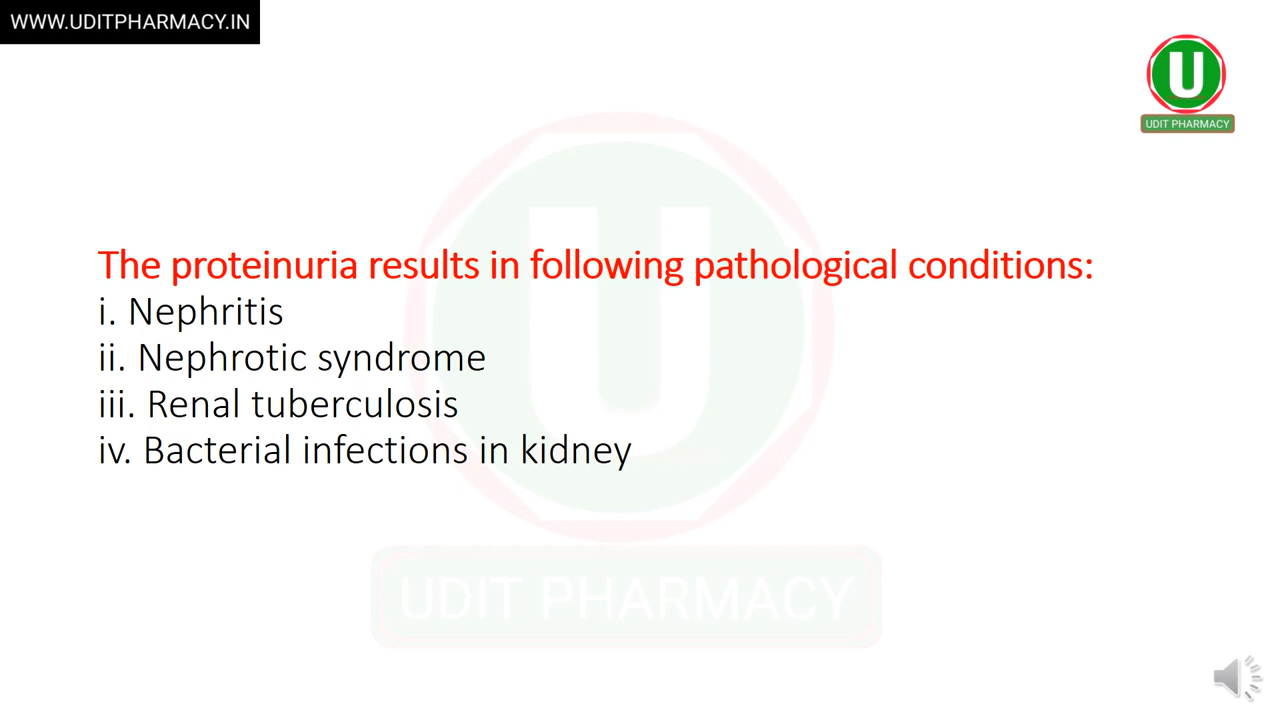 WWW.UDITPHARMACY.IN
U
UDIT PHARMACY
The proteinuria results in following pathological conditions:
i. Nephritis
ii. Nephrotic syndrome
iii. Renal tuberculosis
iv. Bacterial infections in kidney
U
UDIT PHARMACY